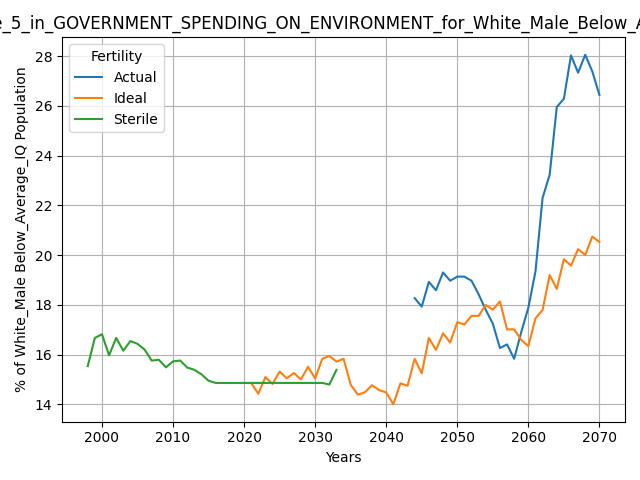 e_5_in_GOVERNMENT_SPENDING_ON_ENVIRONMENT_for_White_Male_Below_A
Fertility
Actual
Ideal
Sterile
% of White_Male Below_Average_IQ Population
28
26
24
22
20
18
16
14
2000 2010 2020 2030 2040 2050 2060 2070
Years